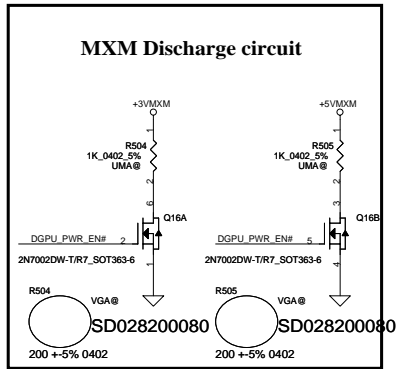 MXM Discharge circuit
+3VMXM
+5VMXM
1
1
R504
1K_0402_5%
UMA@
R505
1K_0402_5%
UMA@
2
2
6
3
Q16A
Q16B
DGPU_PWR_EN# 2
DGPU_PWR_EN# 5
2N7002DW-T/R7_SOT363-6
2N7002DW-T/R7_SOT363-6
1
4
R504
VGA@
SD028200080
200 +-5% 0402
R505
VGA@
SD028200080
200 +-5% 0402